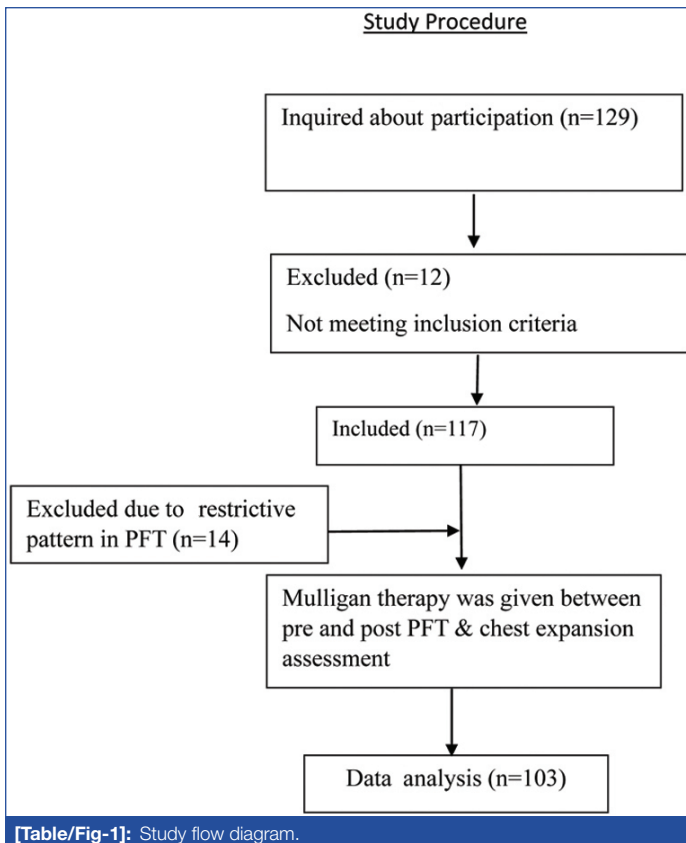 Study Procedure
Inquired about participation (n=129)
Excluded (n=12)
Not meeting inclusion criteria
Included (n=117)
Excluded due to restrictive
pattern in PFT (n=14)
Mulligan therapy was given between
pre and post PFT & chest expansion
assessment
Data analysis (n=103)
[Table/Fig-1]: Study flow diagram.